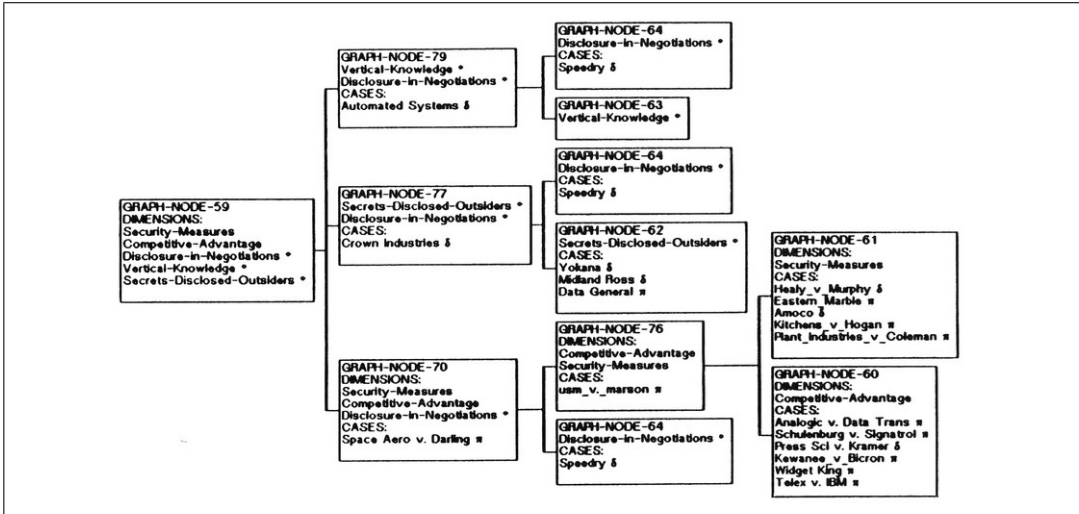 GRAPH-NODE-59
DIMENSIONS:
Security-Measures
Competitive-Advantage
Disclosure-in-Negotiations *
Vertical-Knowledge *
Secrets-Disclosed-Outsiders *
GRAPH-NODE-79
Vertical-Knowledge *
Disclosure-in-Negotiations *
CASES:
Automated Systems δ
GRAPH-NODE-77
Secrets-Disclosed-Outsiders *
Disclosure-in-Negotiations *
CASES:
Crown Industries δ
GRAPH-NODE-70
DIMENSIONS:
Security-Measures
Competitive-Advantage
Disclosure-in-Negotiations *
CASES:
Space Aero v. Darling π
GRAPH-NODE-64
Disclosure-in-Negotiations *
CASES:
Speedry δ
GRAPH-NODE-63
Vertical-Knowledge *
GRAPH-NODE-64
Disclosure-in-Negotiations *
CASES:
Speedry δ
GRAPH-NODE-62
Secrets-Disclosed-Outsiders *
CASES:
Yokana δ
Midland Ross δ
Data General π
GRAPH-NODE-76
DIMENSIONS:
Competitive-Advantage
Security-Measures
CASES:
usm_v._marson π
GRAPH-NODE-64
Disclosure-in-Negotiations *
CASES:
Speedry δ
GRAPH-NODE-61
DIMENSIONS:
Security-Measures
CASES:
Healy_v_Murphy δ
Eastern_Marble π
Amoco δ
Kitchens_v_Hogan π
Plant_Industries_v_Coleman π
GRAPH-NODE-60
DIMENSIONS:
Competitive-Advantage
CASES:
Analogic v. Data Trans π
Schulenburg v. Signatrol π
Press Sci v. Kramer δ
Kewanee_v_Bicron π
Widget King π
Telex v. IBM π